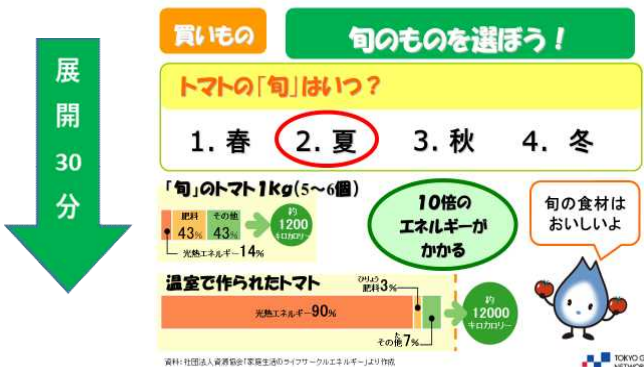 展
開
30
分
買いもの
旬のものを選ぼう!
トマトの「旬」はいつ?
1. 春 2. 夏 3. 秋 4. 冬
「旬」のトマト1kg(5〜6個)
肥料 43%
その他 43%
光熱エネルギー14%
約
1200
キロカロリー
10倍の
エネルギーが
かかる
旬の食材は
おいしいよ
温室で作られたトマト
ひりょう
肥料3%
光熱エネルギー90%
た
その他7%
約
12000
キロカロリー
資料:社団法人資源協会「家庭生活のライフサークルエネルギー」より作成
TOKYO G
NETWOR